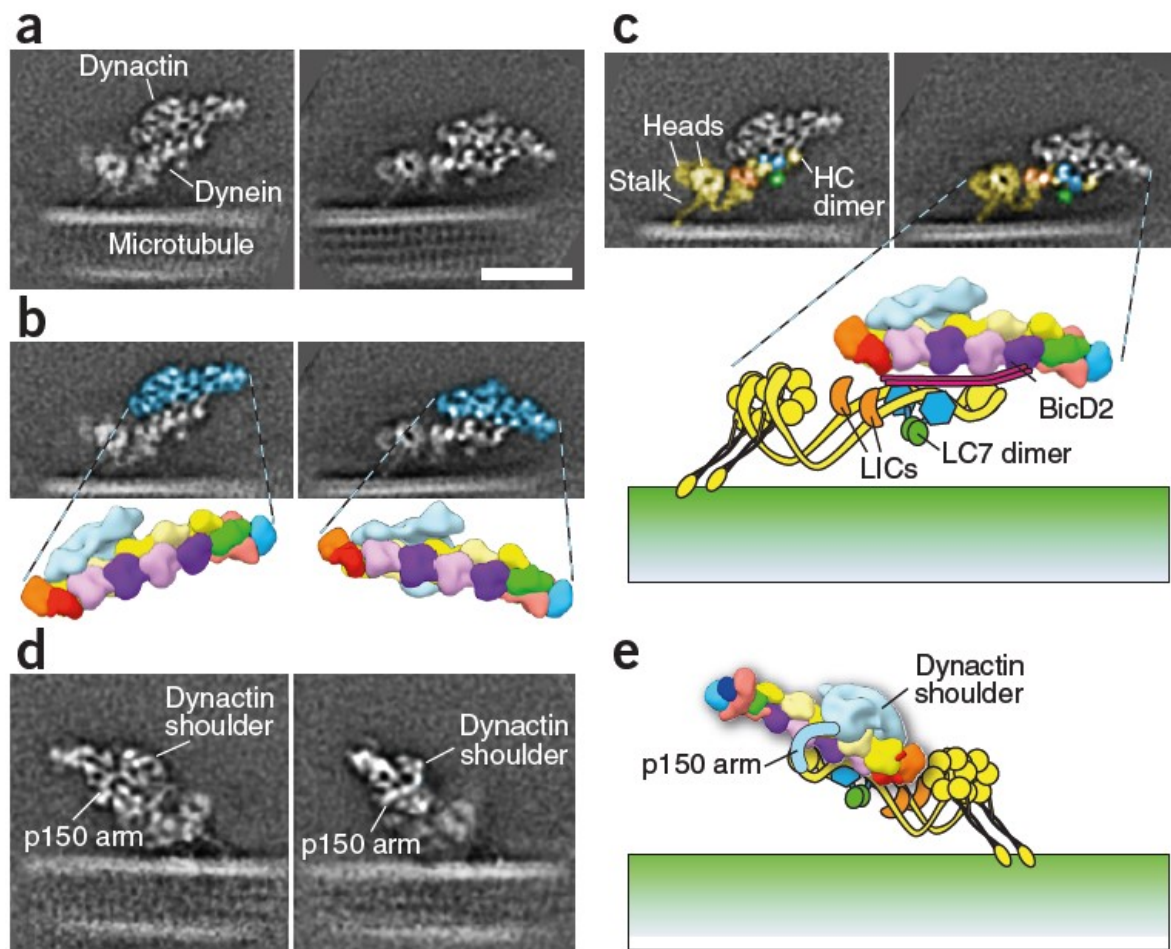 a
Dynactin
Dynein
Microtubule
b
c
Heads
Stalk
HC
dimer
BicD2
LICs
LC7 dimer
d
Dynactin
shoulder
p150 arm
Dynactin
shoulder
p150 arm
e
Dynactin
shoulder
p150 arm